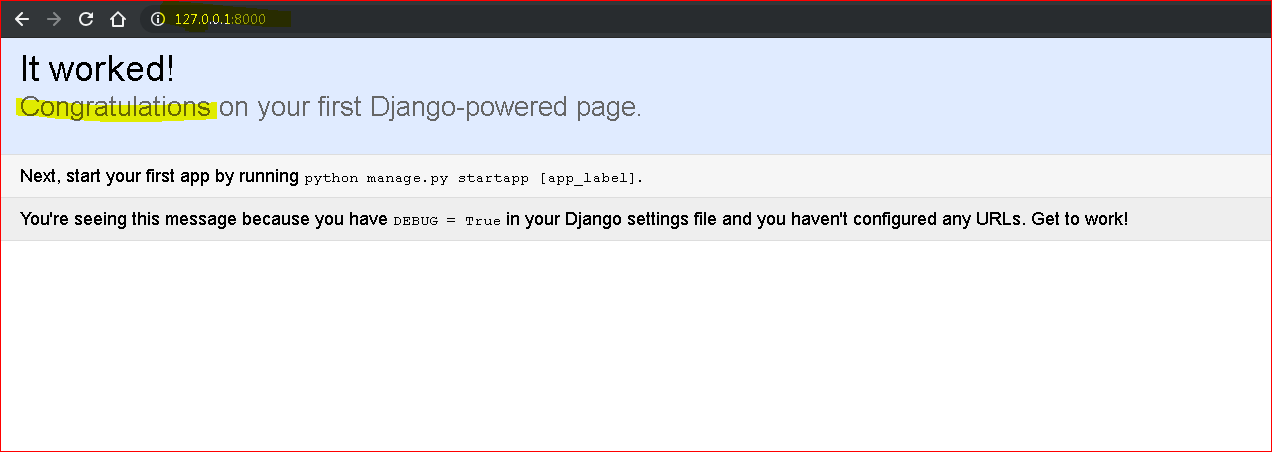 127.0.0.1:8000
It worked!
Congratulations on your first Django-powered page.
Next, start your first app by running python manage.py startapp [app_label].
You're seeing this message because you have DEBUG = True in your Django settings file and you haven't configured any URLs. Get to work!